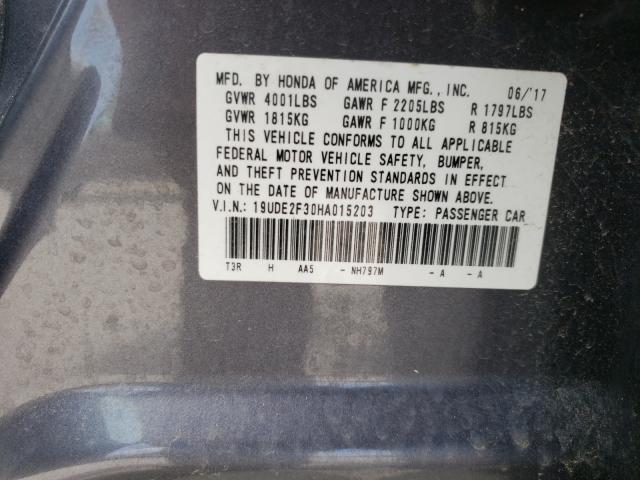 MFD. BY HONDA OF AMERICA MFG., INC. 06/'17
GVWR 4001LBS GAWR F 2205LBS R 1797LBS
GVWR 1815KG GAWR F 1000KG R 815KG
THIS VEHICLE CONFORMS TO ALL APPLICABLE
FEDERAL MOTOR VEHICLE SAFETY, BUMPER,
AND THEFT PREVENTION STANDARDS IN EFFECT
ON THE DATE OF MANUFACTURE SHOWN ABOVE.
V.I.N.: 19UDE2F30HA015203 TYPE: PASSENGER CAR
T3R H AA5 - NH797M - A - A